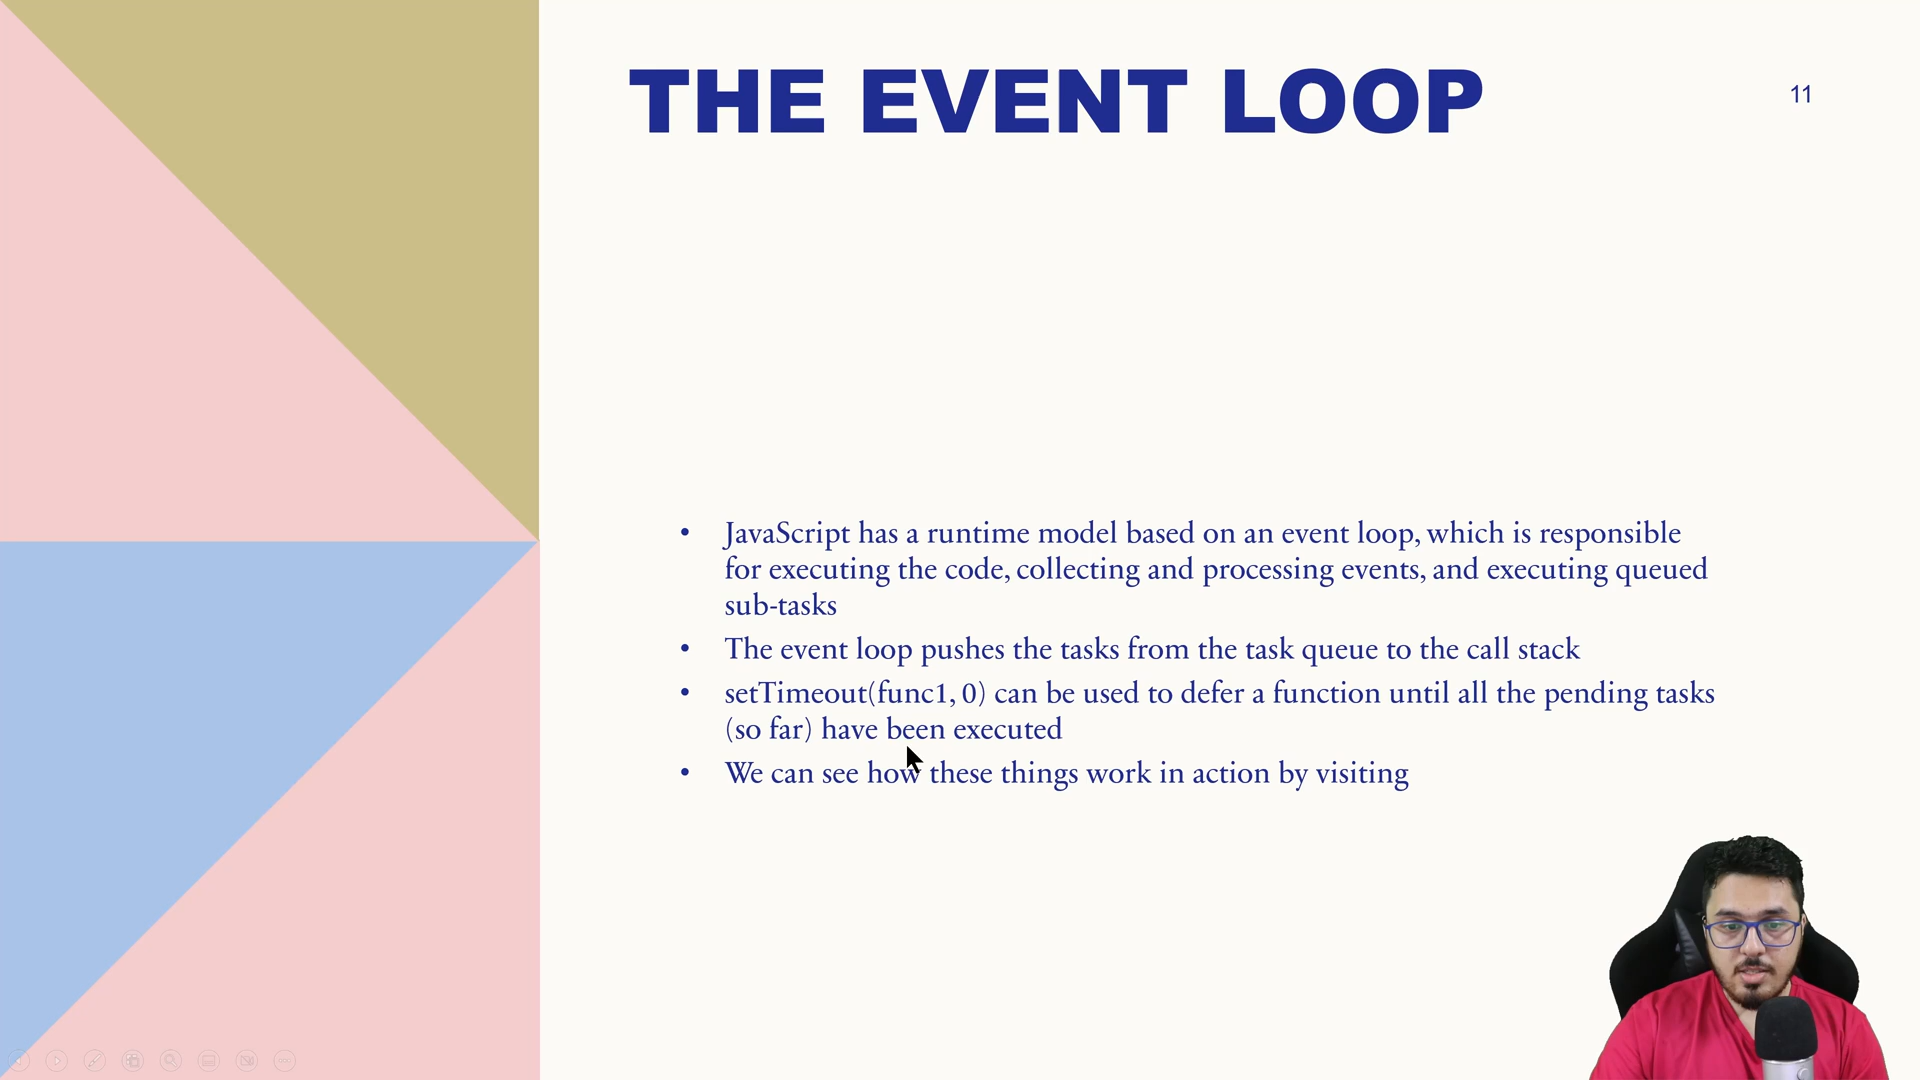 THE EVENT LOOP
11
• JavaScript has a runtime model based on an event loop, which is responsible
for executing the code, collecting and processing events, and executing queued
sub-tasks
• The event loop pushes the tasks from the task queue to the call stack
• setTimeout(func1, 0) can be used to defer a function until all the pending tasks
(so far) have been executed
• We can see how these things work in action by visiting